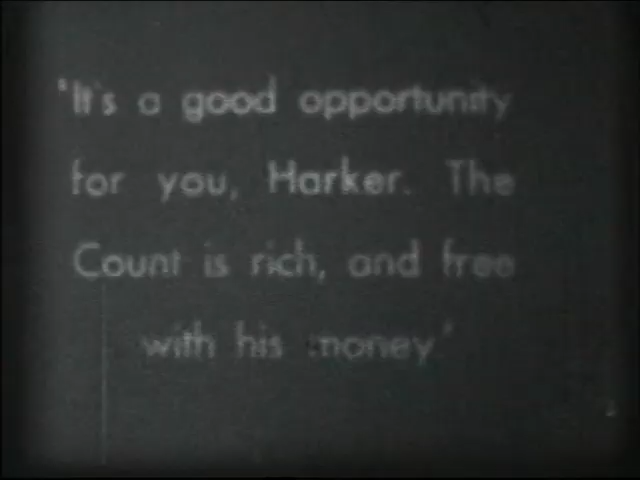 "It's a good opportunity
for you, Harker. The
Count is rich, and free
with his money"